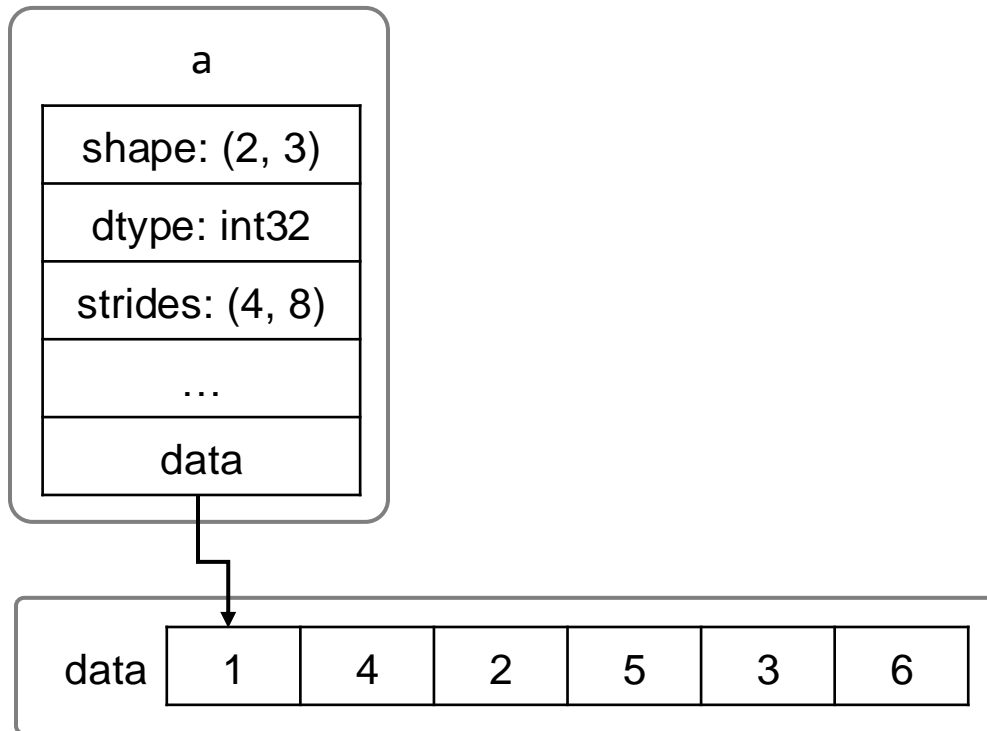 a
shape: (2, 3)
dtype: int32
strides: (4, 8)
…
data
data 1 4 2 5 3 6